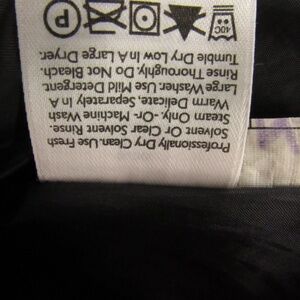 Professionally Dry Clean. Use Fresh
Solvent Or Clear Solvent Rinse.
Steam Only. -Or- Machine Wash
Warm Delicate, Separately In A
Large Washer. Use Mild Detergent.
Rinse Thoroughly. Do Not Bleach.
Tumble Dry Low In A Large Dryer.
40C
P